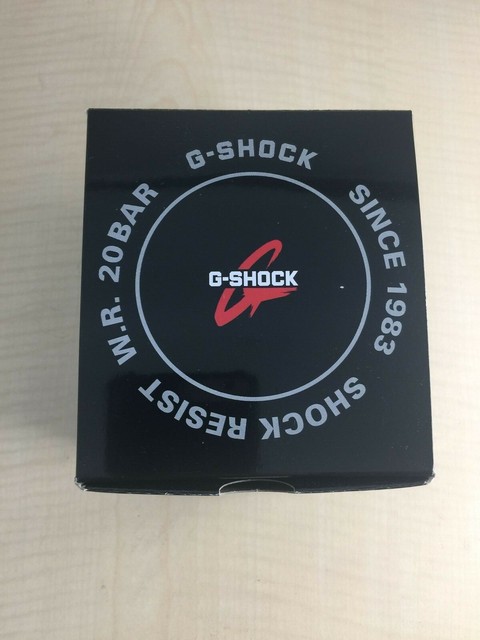 G-SHOCK
SINCE 1983
SHOCK RESIST
W.R. 20BAR
G-SHOCK